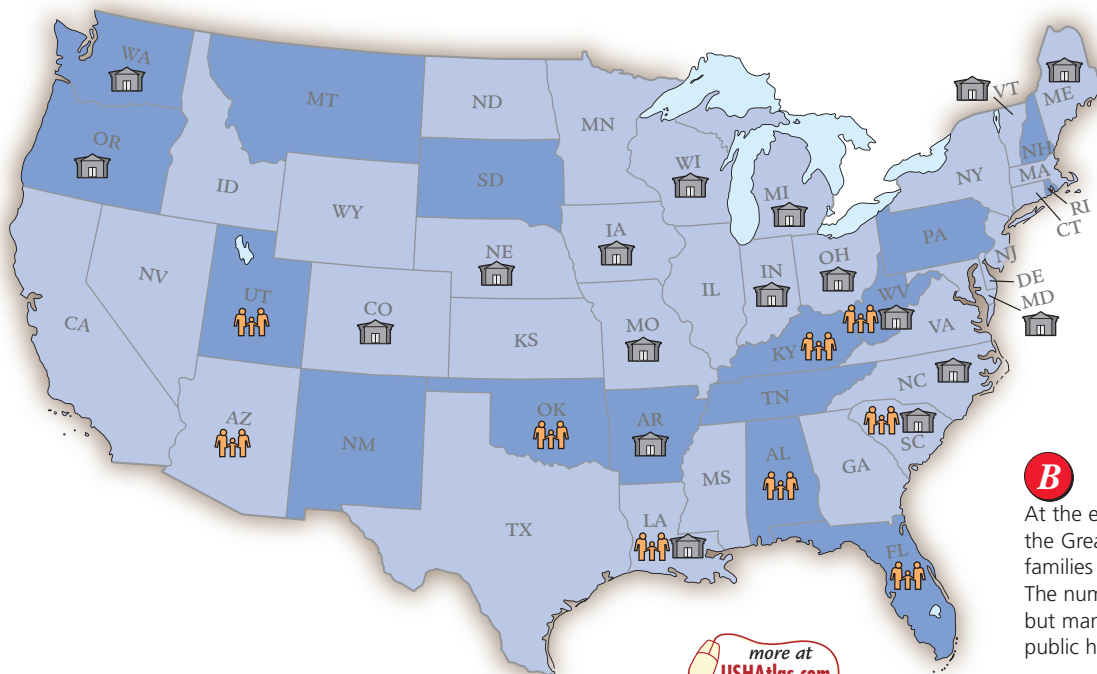 WA
MT
ND
MN
VT
ME
OR
ID
SD
WI
MI
NY
NH
MA
RI
CT
WY
IA
NE
PA
NJ
NV
UT
CO
IL
IN
OH
DE
MD
WV
CA
KS
MO
KY
VA
NC
AZ
NM
OK
AR
TN
SC
MS
AL
GA
TX
LA
FL
B
At the e
the Grea
families
The num
but mar
public h
more at
USHAtlas.com